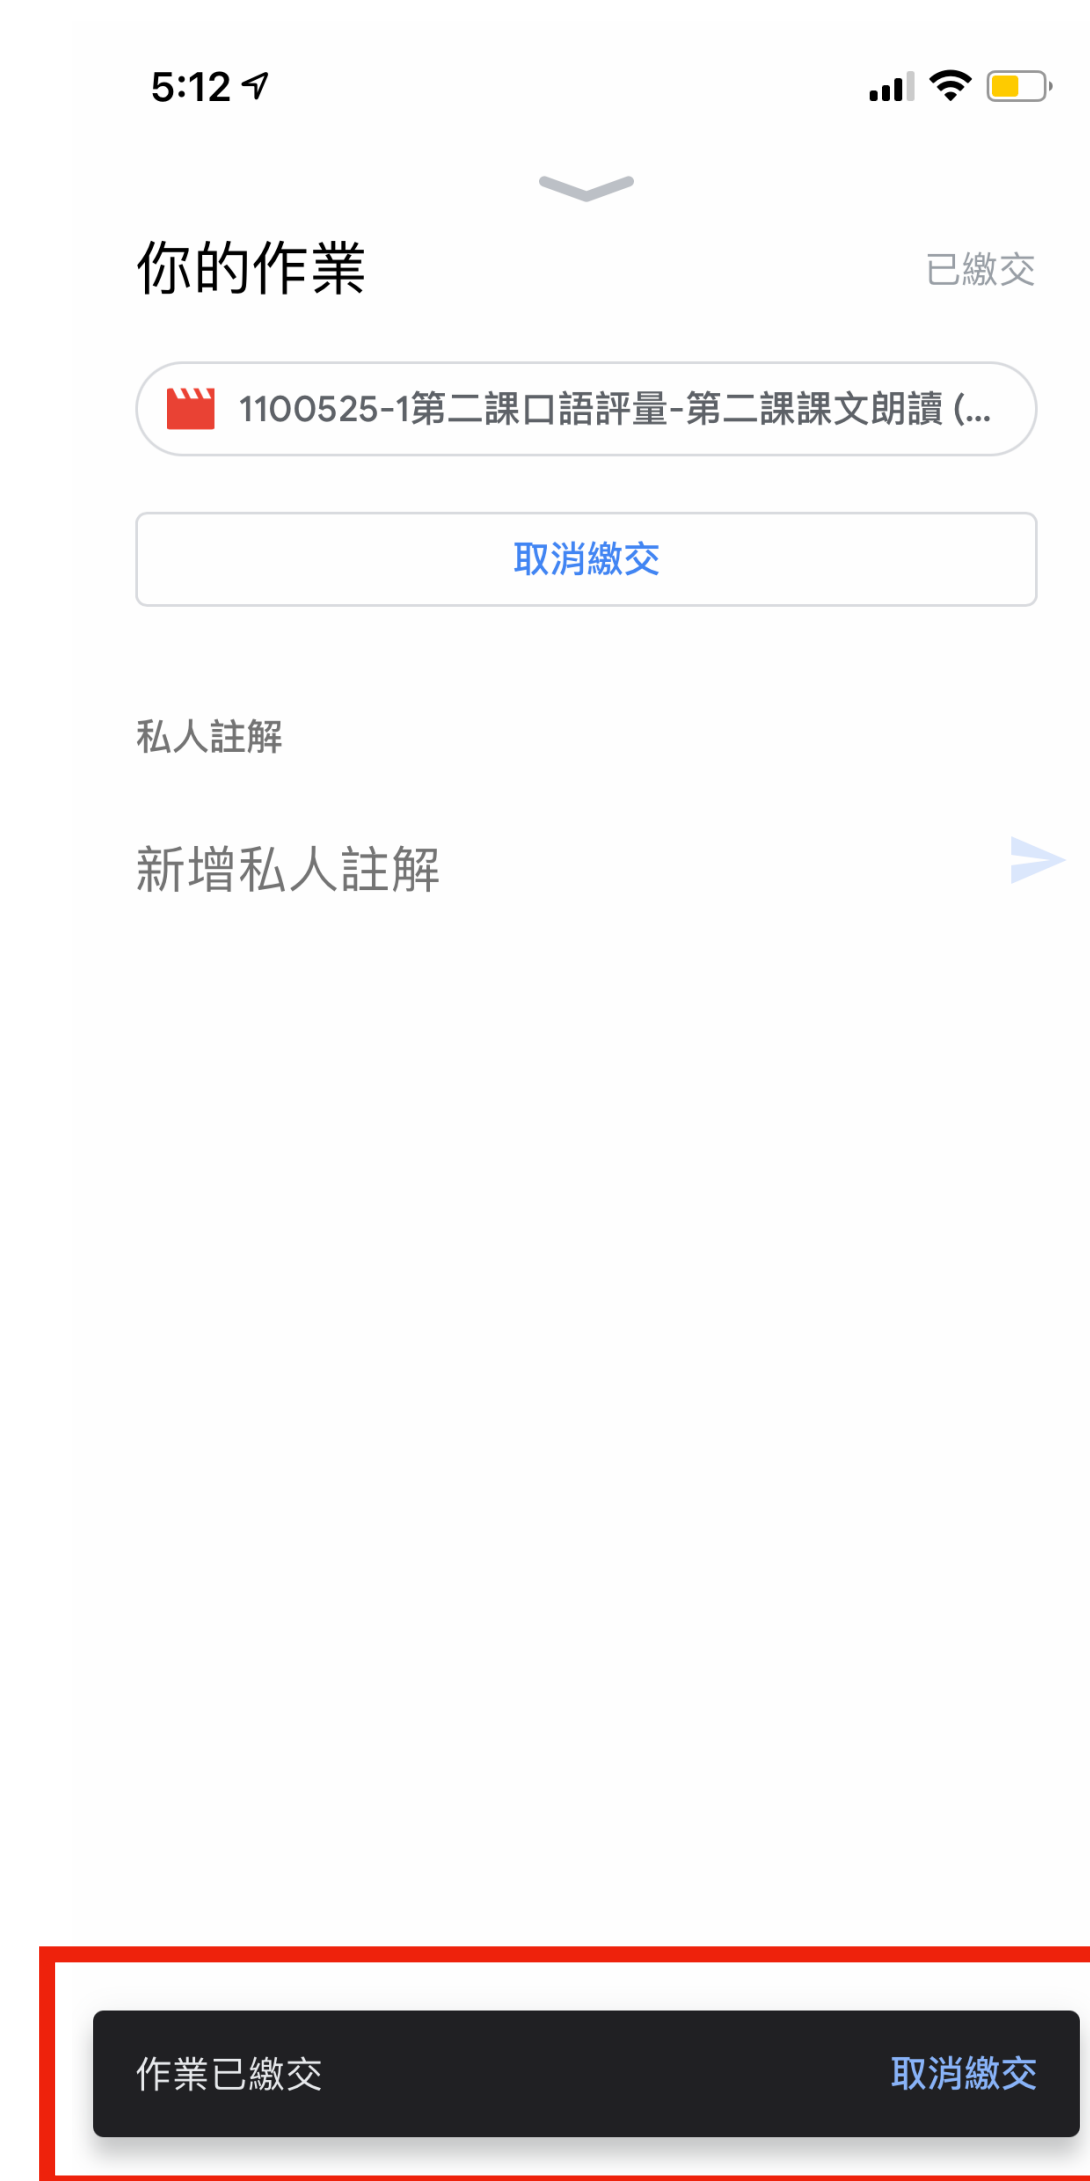 5:12
你的作業
已繳交
1100525-1第二課口語評量-第二課課文朗讀 (...
取消繳交
私人註解
新增私人註解
作業已繳交
取消繳交